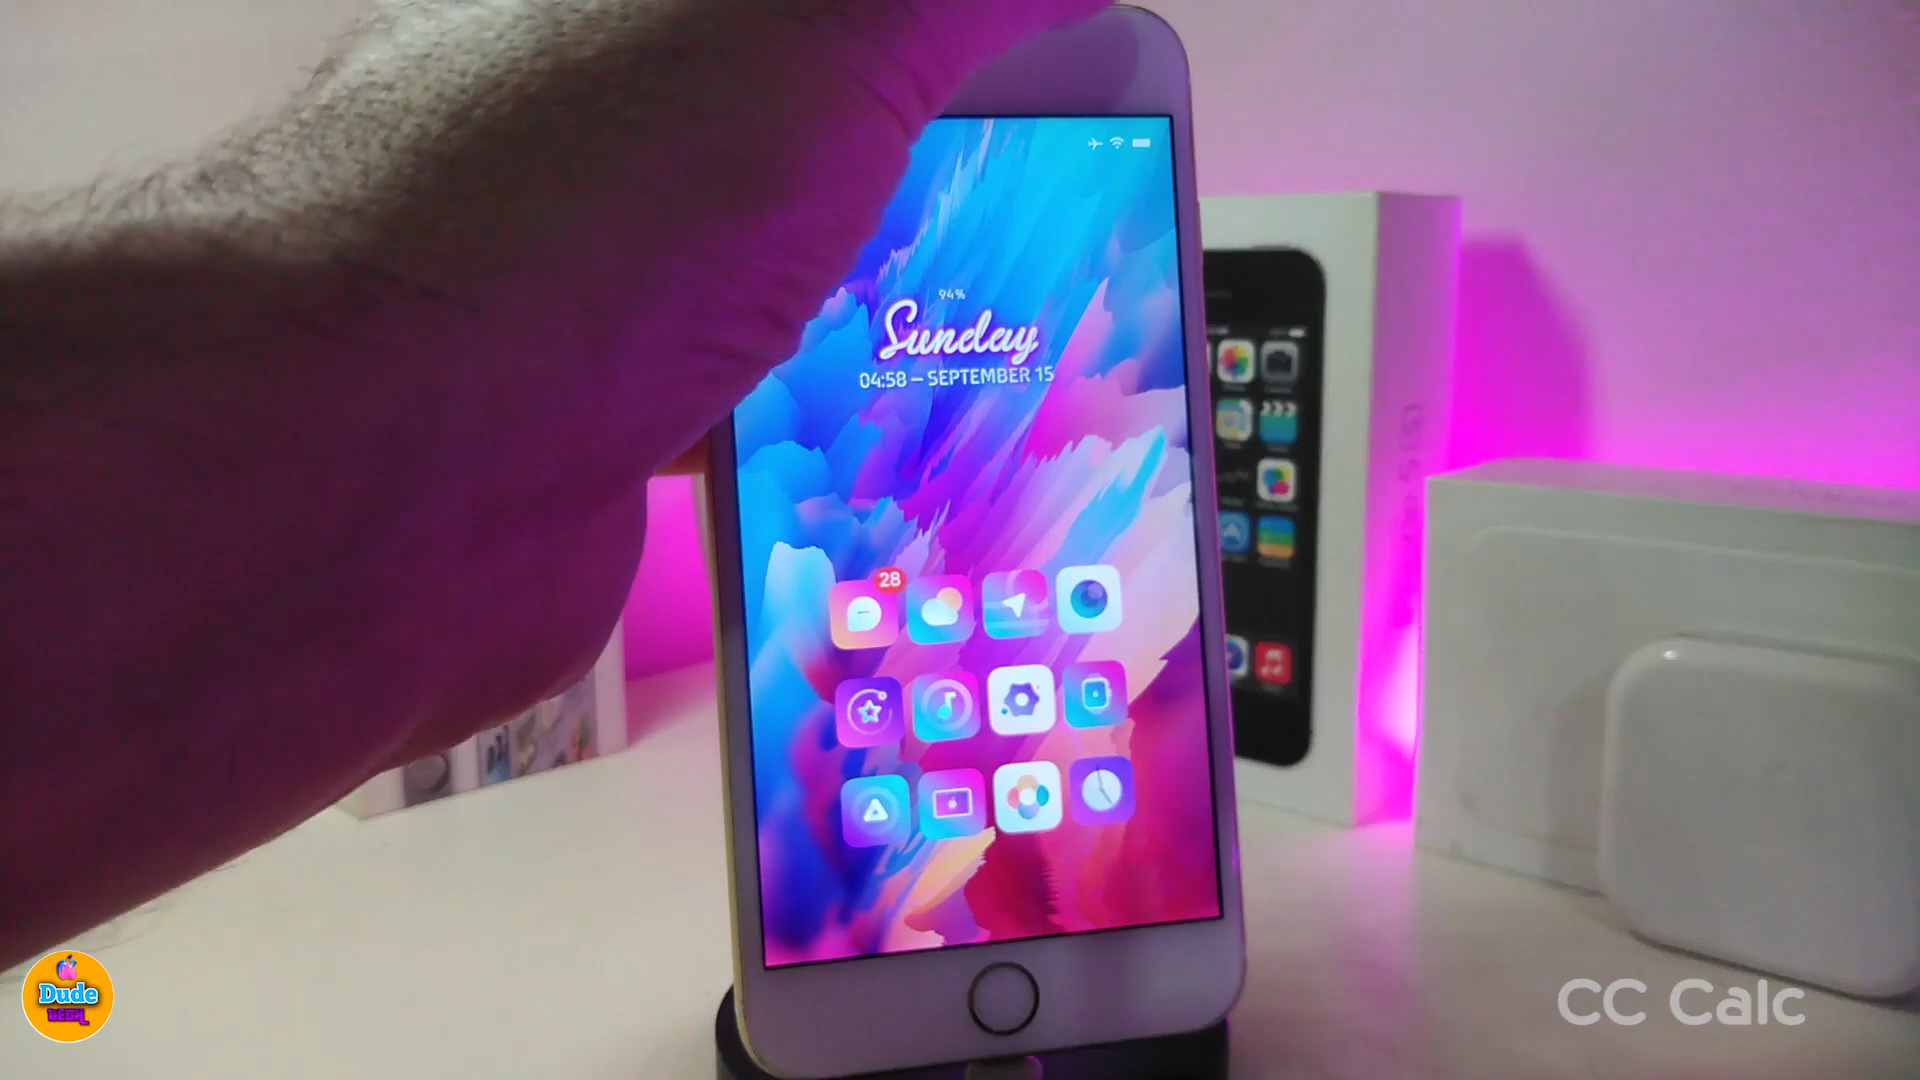 94%
Sunday
04:58 – SEPTEMBER 15
28
Dude
TECH
CC Calc